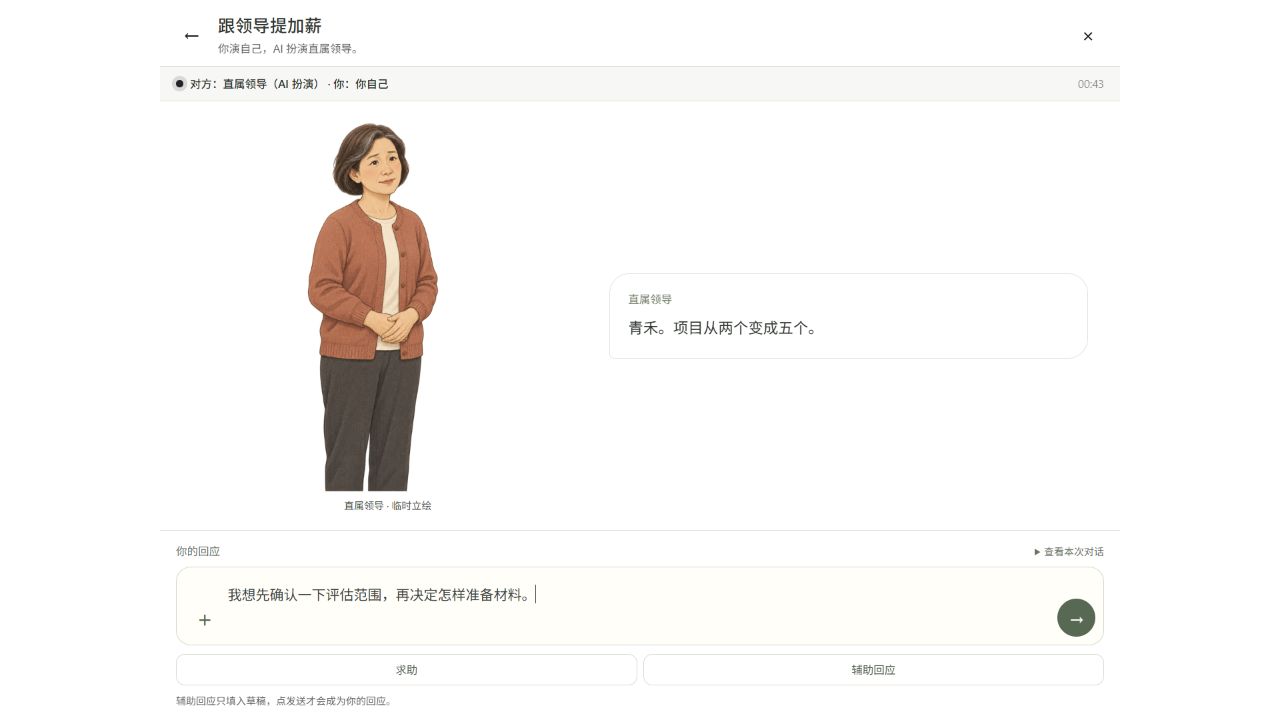 ←
跟领导提加薪
你演自己，AI 扮演直属领导。
×
对方：直属领导（AI 扮演） · 你：你自己
00:43
直属领导
青禾。项目从两个变成五个。
直属领导 · 临时立绘
你的回应
▶ 查看本次对话
我想先确认一下评估范围，再决定怎样准备材料。
+
→
求助
辅助回应
辅助回应只填入草稿，点发送才会成为你的回应。